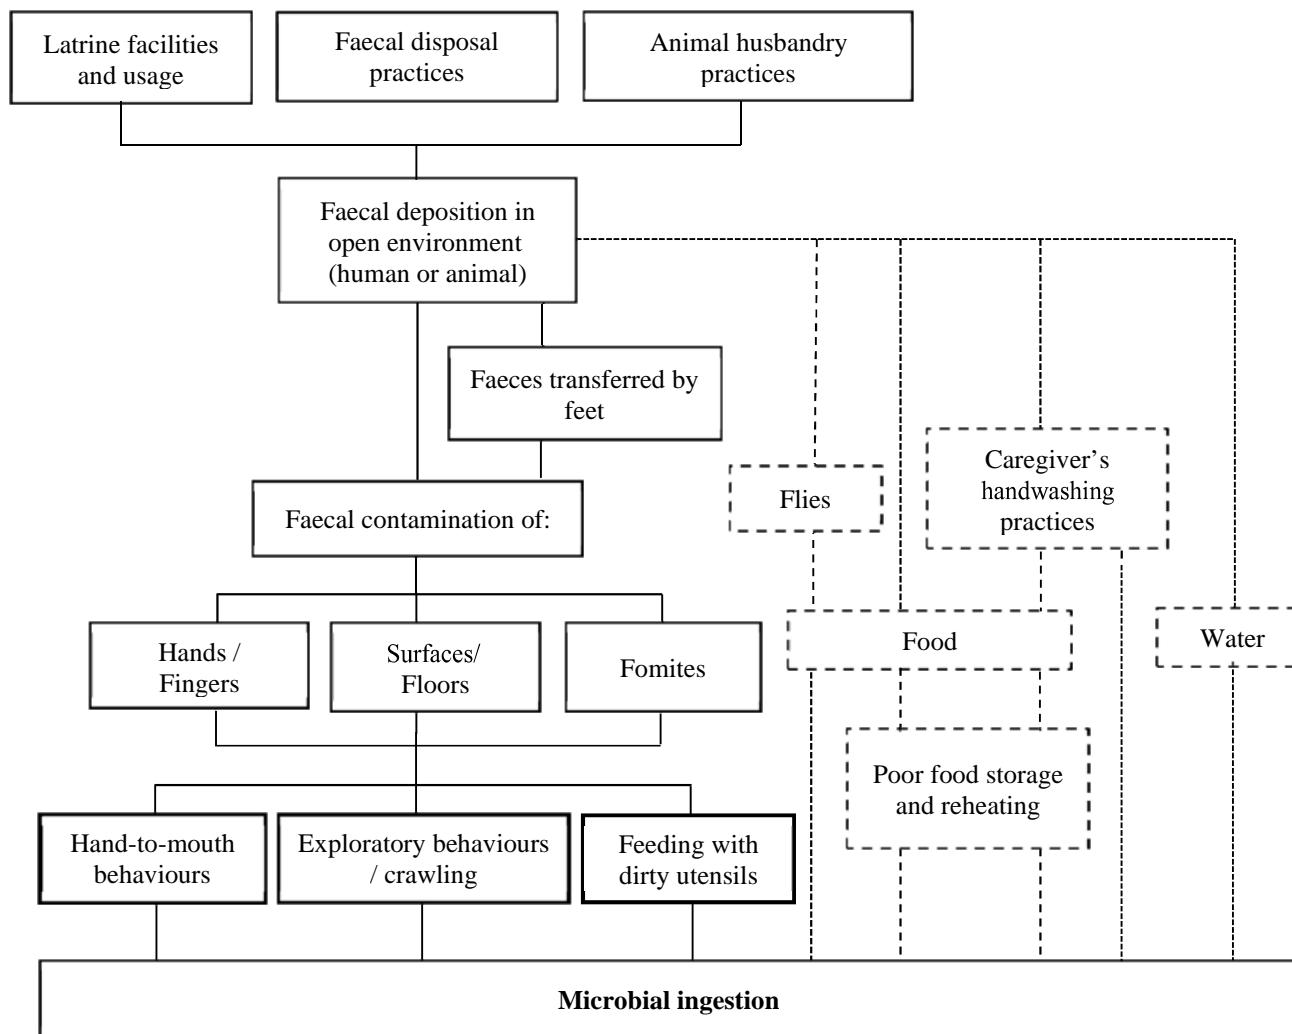 Latrine facilities
and usage
Faecal disposal
practices
Animal husbandry
practices
Faecal deposition in
open environment
(human or animal)
Faeces transferred by
feet
Caregiver's
handwashing
practices
Flies
Faecal contamination of:
Hands /
Fingers
Surfaces/
Floors
Fomites
Food
Water
Poor food storage
and reheating
Hand-to-mouth
behaviours
Exploratory behaviours
/ crawling
Feeding with
dirty utensils
Microbial ingestion